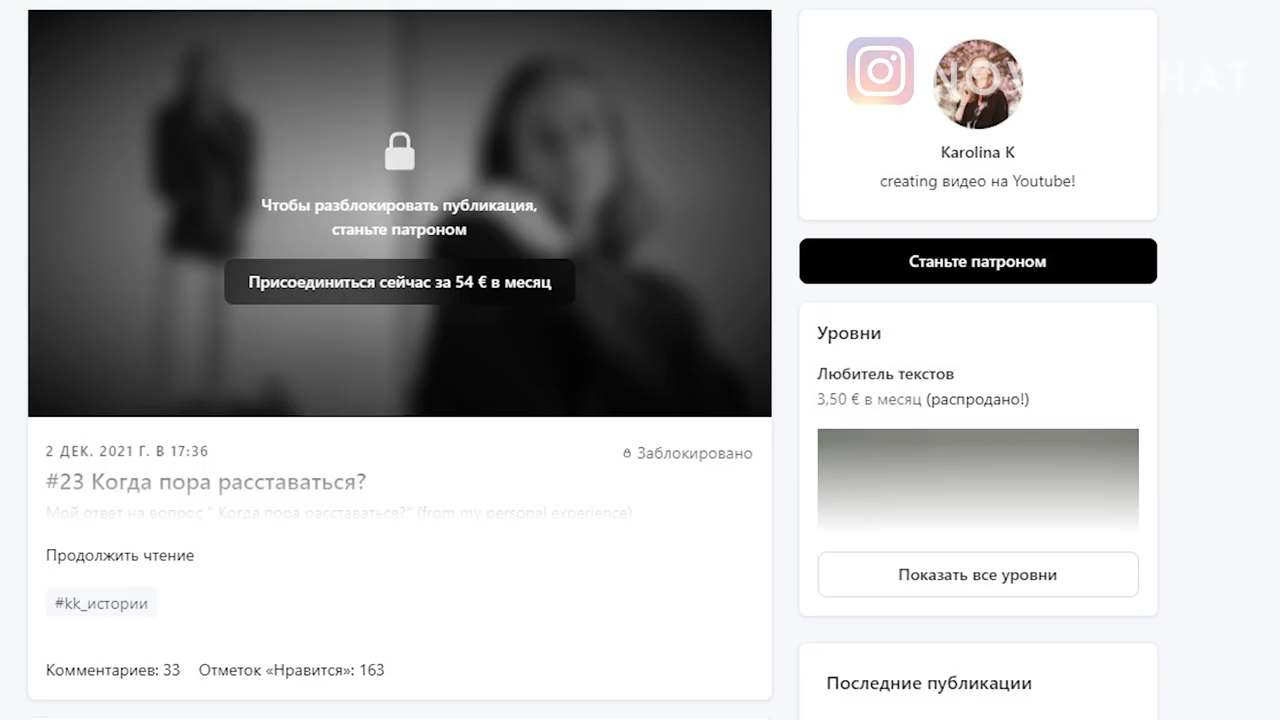 Чтобы разблокировать публикация,
станьте патроном
Присоединиться сейчас за 54 € в месяц
2 ДЕК. 2021 Г. В 17:36
Заблокировано
#23 Когда пора расставаться?
Мой ответ на вопрос " Когда пора расставаться?" (from my personal experience)
Продолжить чтение
#kk_истории
Комментариев: 33 Отметок «Нравится»: 163
Karolina K
creating видео на Youtube!
Станьте патроном
Уровни
Любитель текстов
3,50 € в месяц (распродано!)
Показать все уровни
Последние публикации